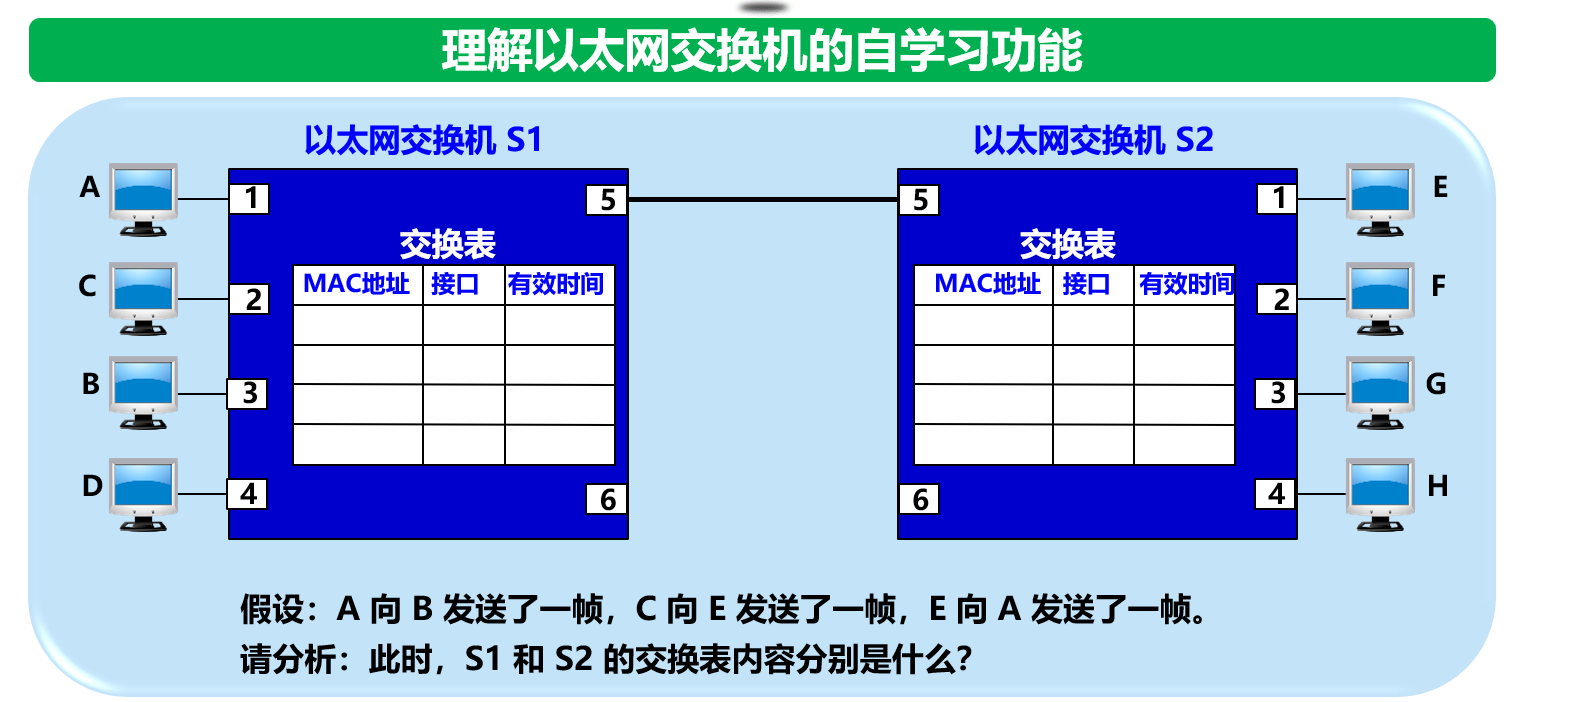 理解以太网交换机的自学习功能
以太网交换机 S1
以太网交换机 S2
A
1
5
5
1
E
交换表
交换表
C
2
MAC地址 接口 有效时间
MAC地址 接口 有效时间
2
F
B
3
3
G
D
4
6
6
4
H
假设：A 向 B 发送了一帧，C 向 E 发送了一帧，E 向 A 发送了一帧。
请分析：此时，S1 和 S2 的交换表内容分别是什么？